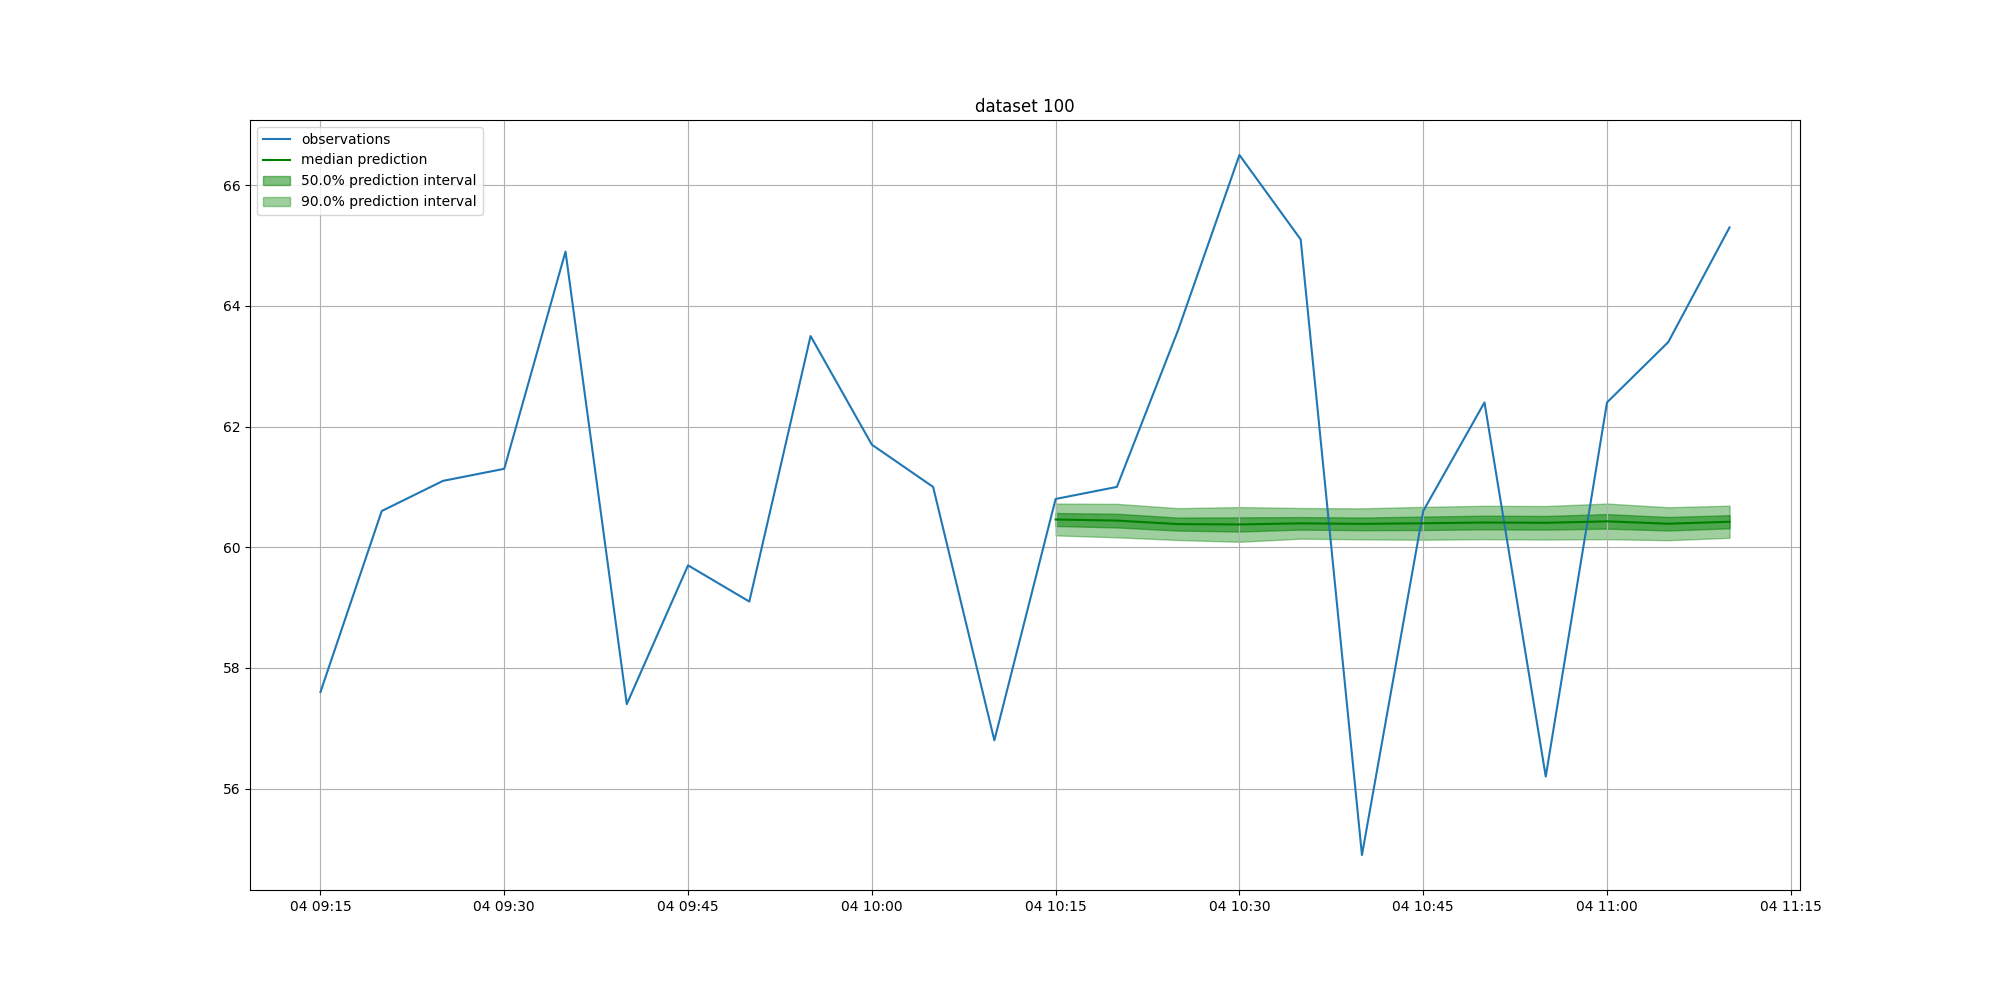 dataset 100
observations
median prediction
50.0% prediction interval
90.0% prediction interval
66
64
62
60
58
56
04 09:15 04 09:30 04 09:45 04 10:00 04 10:15 04 10:30 04 10:45 04 11:00 04 11:15